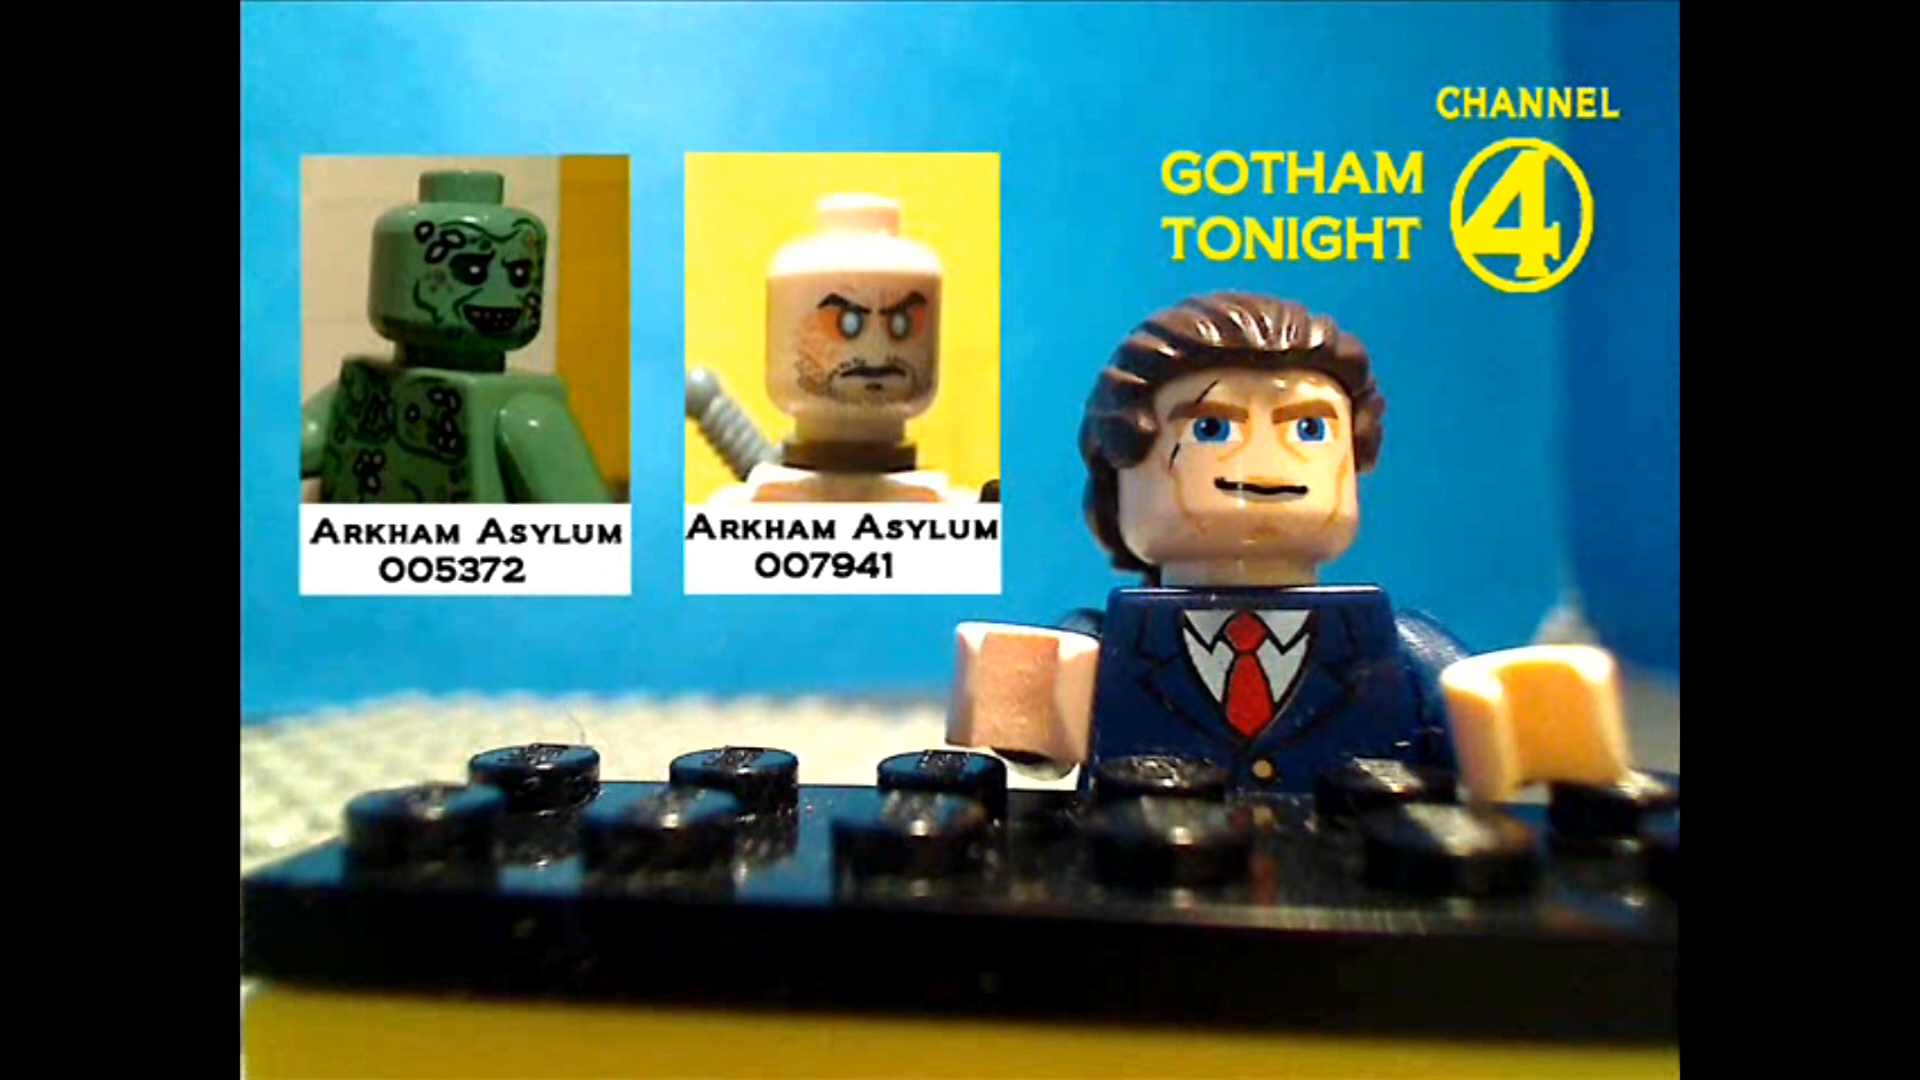 CHANNEL
GOTHAM
TONIGHT
4
ARKHAM ASYLUM
005372
ARKHAM ASYLUM
007941